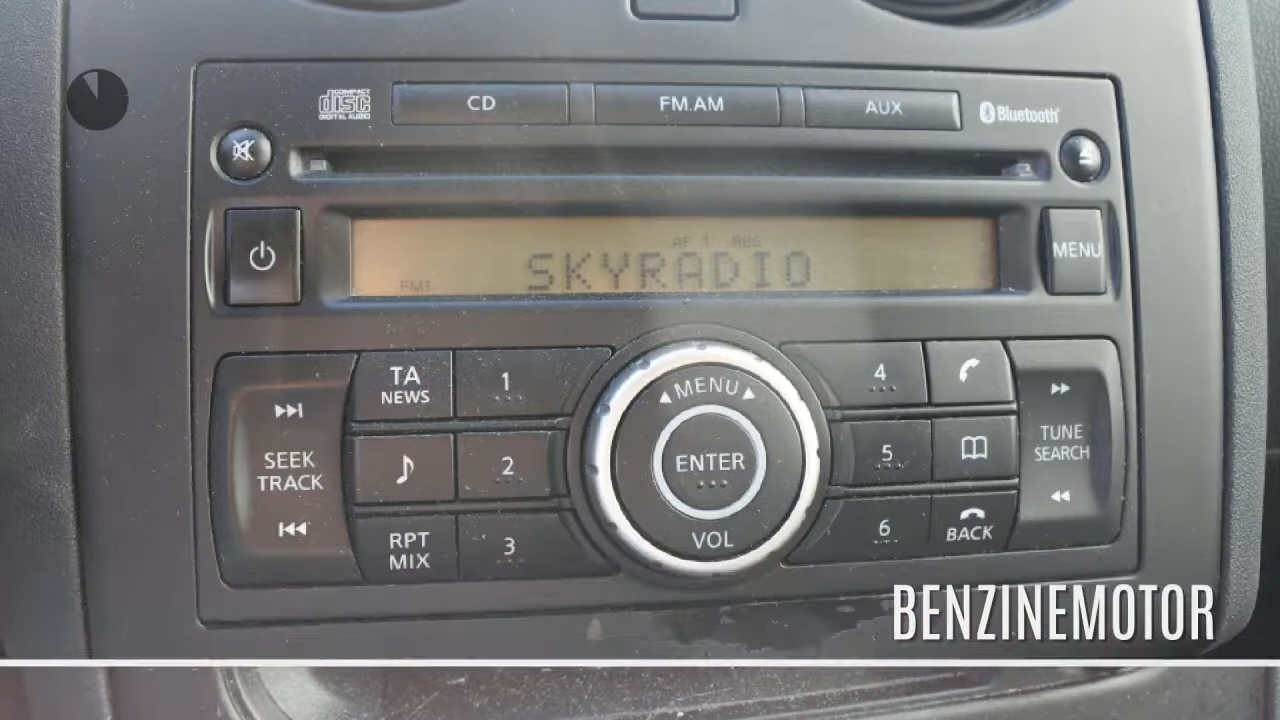 COMPACT
disc
DIGITAL AUDIO
CD
FM.AM
AUX
Bluetooth
MENU
AF 1 REG
SKYRADIO
FM1
TA
NEWS
1
MENU
4
SEEK
TRACK
2
ENTER
5
TUNE
SEARCH
RPT
MIX
3
VOL
6
BACK
BENZINEMOTOR